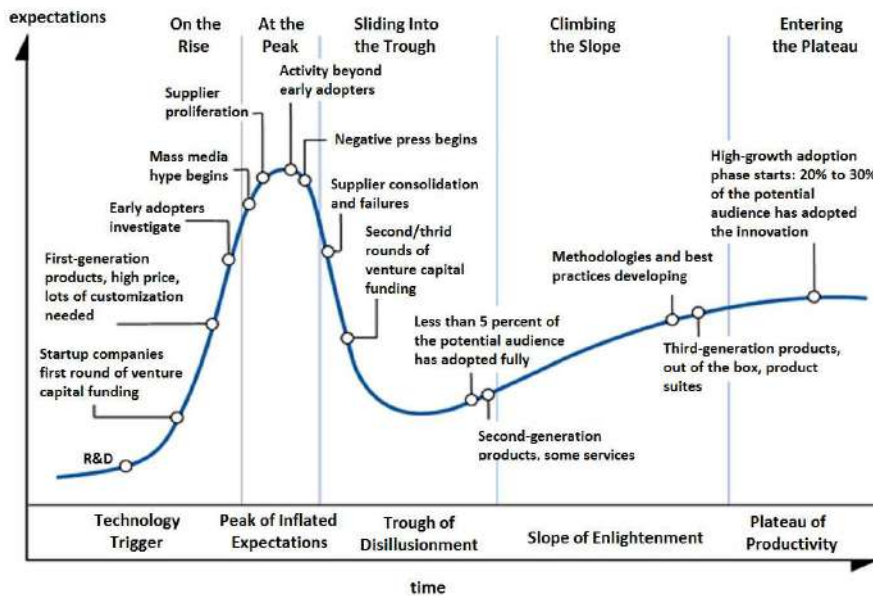 expectations
On the
Rise
At the
Peak
Sliding Into
the Trough
Climbing
the Slope
Entering
the Plateau
Activity beyond
early adopters
Supplier
proliferation
Negative press begins
Mass media
hype begins
Supplier consolidation
and failures
Early adopters
investigate
Second/thrid
rounds of
venture capital
funding
First-generation
products, high price,
lots of customization
needed
Startup companies
first round of venture
capital funding
R&D
Less than 5 percent of
the potential audience
has adopted fully
Second-generation
products, some services
Methodologies and best
practices developing
Third-generation products,
out of the box, product
suites
High-growth adoption
phase starts: 20% to 30%
of the potential
audience has adopted
the innovation
Technology
Trigger
Peak of Inflated
Expectations
Trough of
Disillusionment
Slope of Enlightenment
Plateau of
Productivity
time